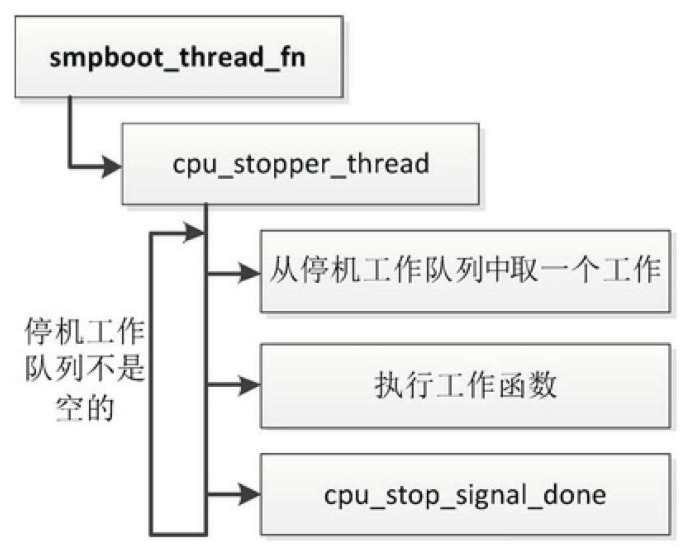 smpboot_thread_fn
cpu_stopper_thread
从停机工作队列中取一个工作
停机工作
队列不是
空的
执行工作函数
cpu_stop_signal_done